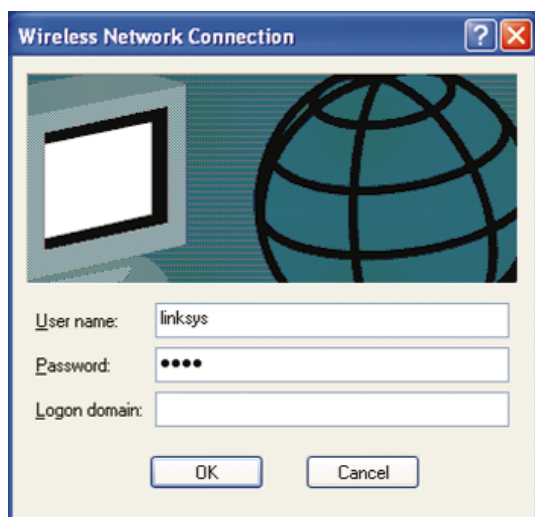 Wireless Network Connection
User name: linksys
Password: ••••
Logon domain:
OK Cancel